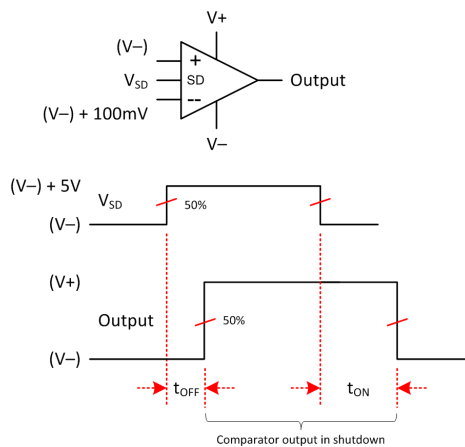 V+
(V–)
+
V_SD
SD
Output
(V–) + 100mV
--
V–
(V–) + 5V
V_SD
50%
(V–)
(V+)
Output
50%
(V–)
t_OFF
t_ON
Comparator output in shutdown